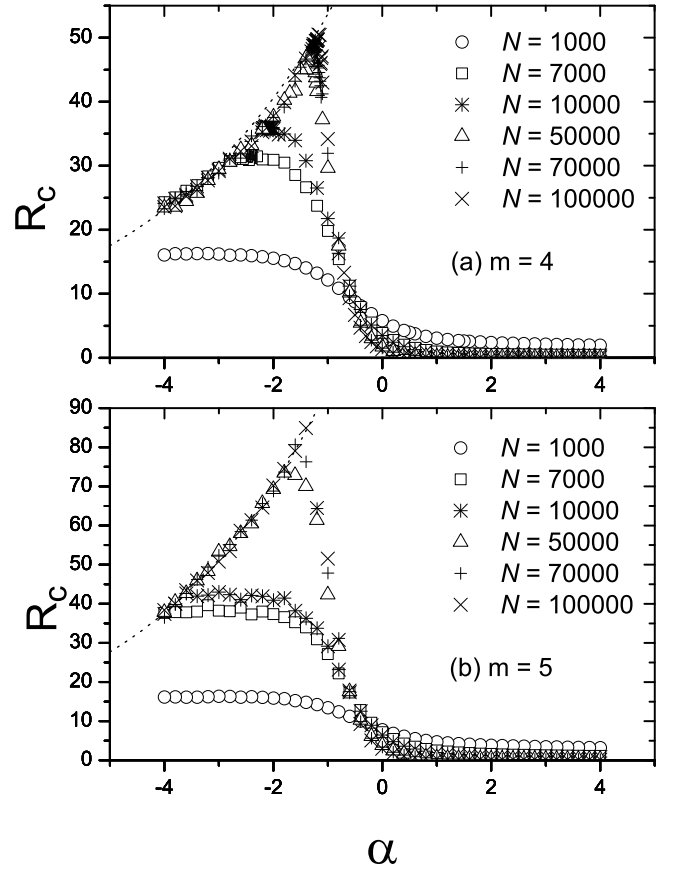 55
50
40
30
20
10
0
R_C
N = 1000
N = 7000
N = 10000
N = 50000
N = 70000
N = 100000
(a) m = 4
-4 -2 0 2 4
90
80
70
60
50
40
30
20
10
0
R_C
N = 1000
N = 7000
N = 10000
N = 50000
N = 70000
N = 100000
(b) m = 5
-4 -2 0 2 4
α